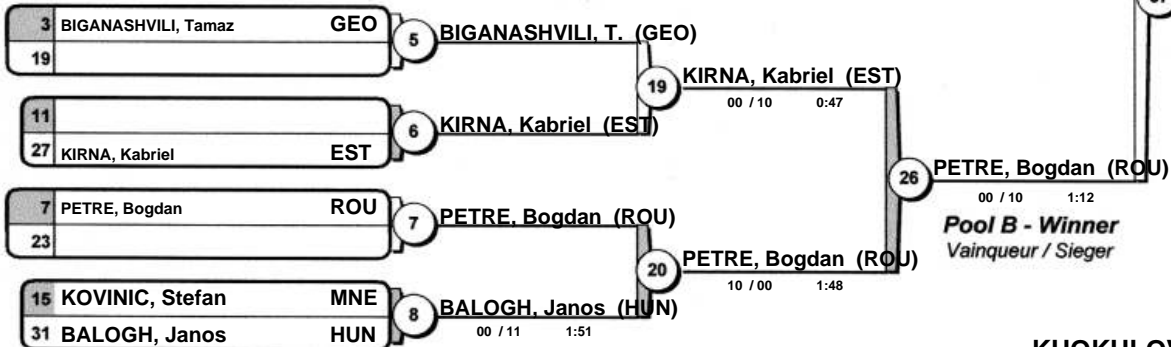 3 BIGANASHVILI, Tamaz GEO
19
5
BIGANASHVILI, T. (GEO)
11
27 KIRNA, Kabriel EST
6
KIRNA, Kabriel (EST)
19
KIRNA, Kabriel (EST)
00 / 10 0:47
7 PETRE, Bogdan ROU
23
7
PETRE, Bogdan (ROU)
15 KOVINIC, Stefan MNE
31 BALOGH, Janos HUN
8
BALOGH, Janos (HUN)
00 / 11 1:51
20
PETRE, Bogdan (ROU)
10 / 00 1:48
26
PETRE, Bogdan (ROU)
00 / 10 1:12
Pool B - Winner
Vainqueur / Sieger